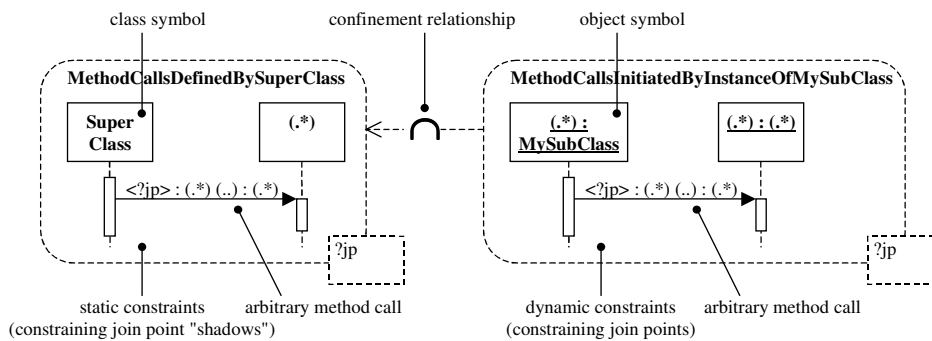 class symbol
confinement relationship
object symbol
MethodCallsDefinedBySuperClass
MethodCallsInitiatedByInstanceOfMySubClass
Super
Class
(.*)
(.*) :
MySubClass
(.*) : (.*)
<?jp> : (.*) (..) : (.*)
<?jp> : (.*) (..) : (.*)
?jp
?jp
static constraints
(constraining join point "shadows")
arbitrary method call
dynamic constraints
(constraining join points)
arbitrary method call